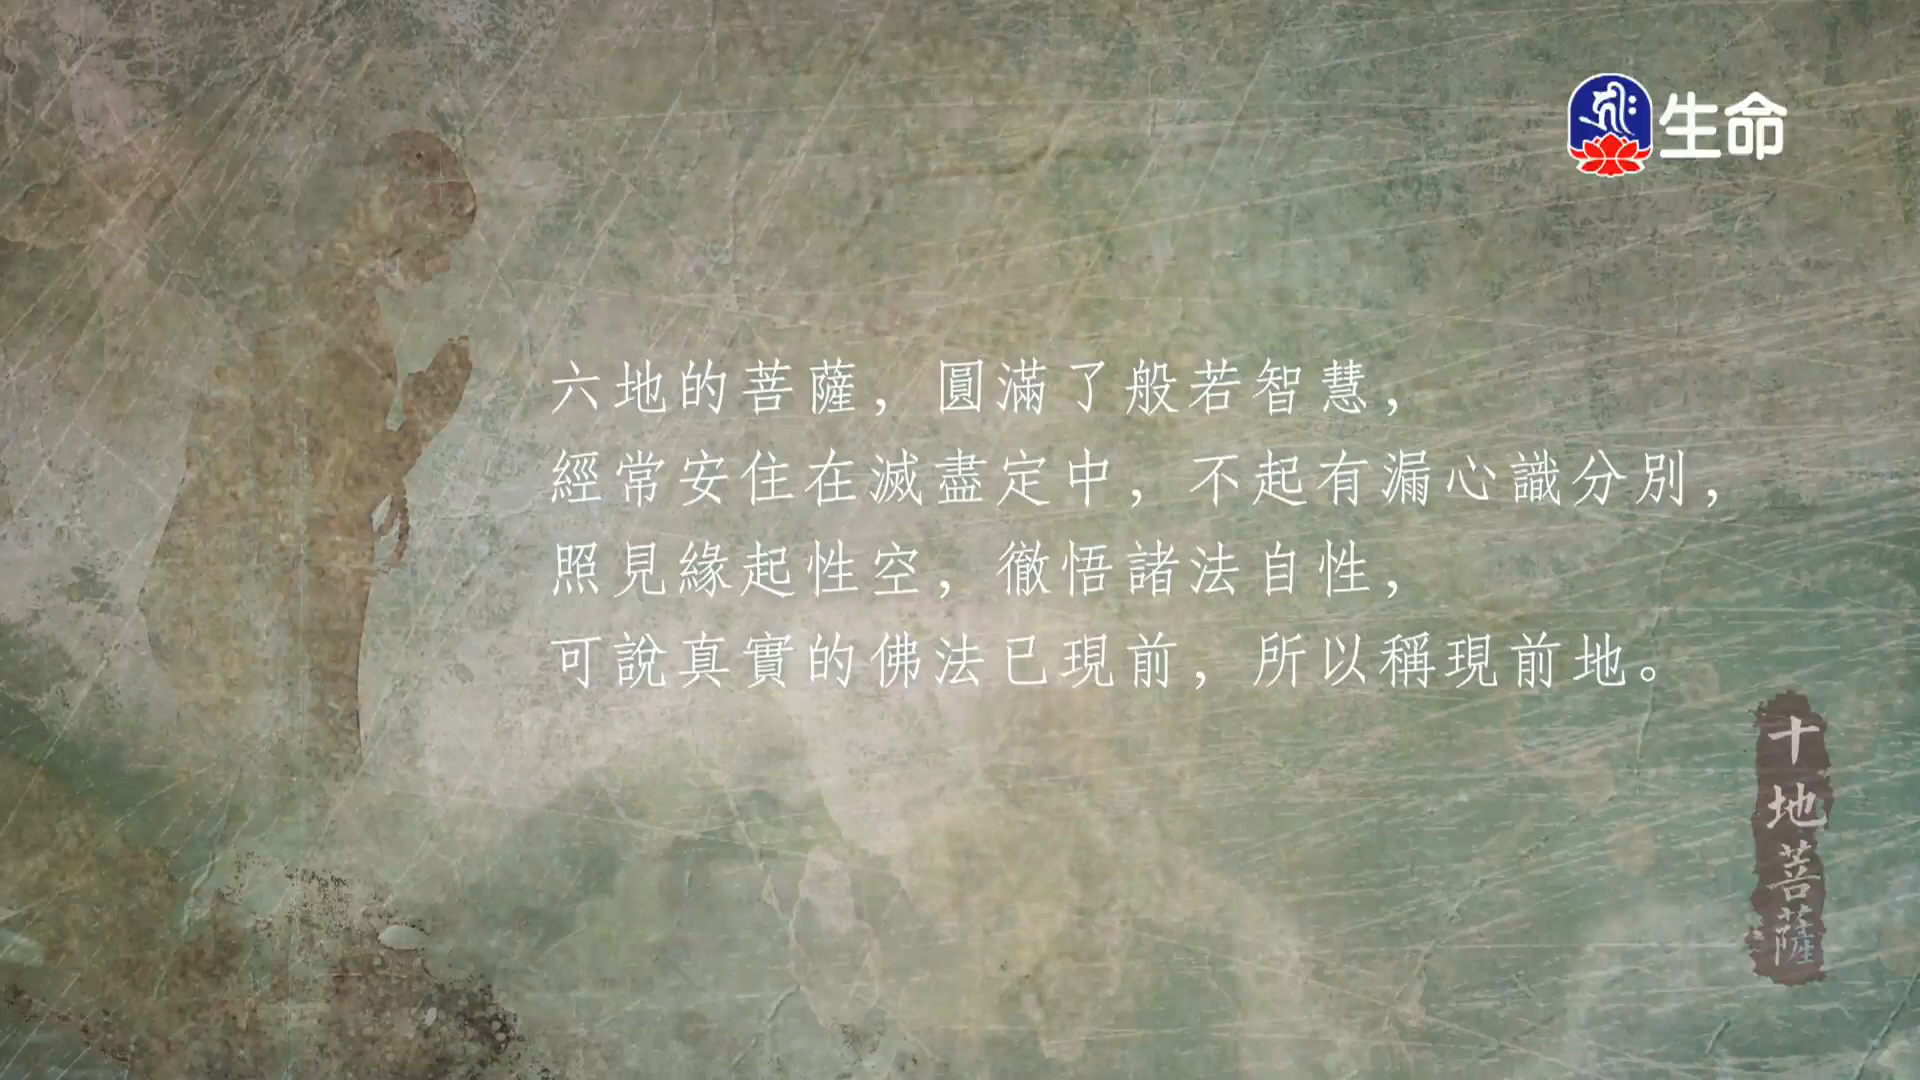 生命
六地的菩薩，圓滿了般若智慧，
經常安住在滅盡定中，不起有漏心識分別，
照見緣起性空，徹悟諸法自性，
可說真實的佛法已現前，所以稱現前地。
十地菩薩